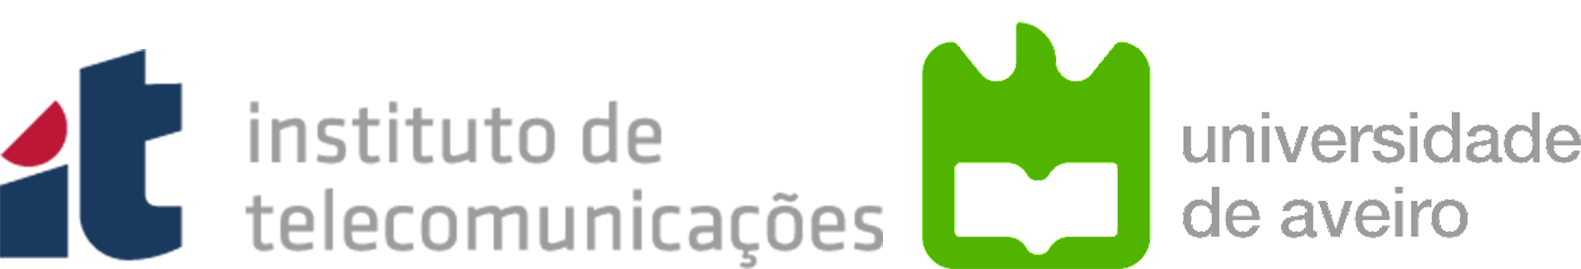 it
instituto de
telecomunicações
universidade
de aveiro